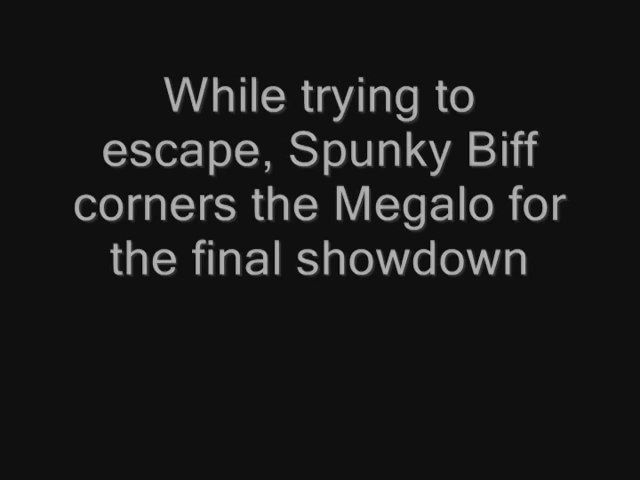 While trying to
escape, Spunky Biff
corners the Megalo for
the final showdown